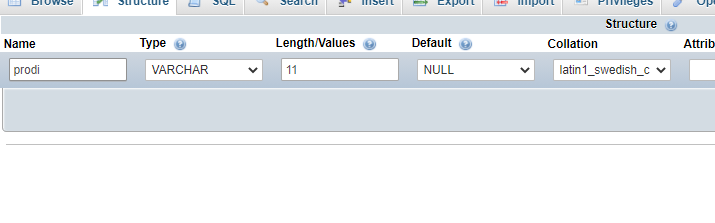 Browse Structure SQL Search Insert Export Import Privileges
Structure
Name Type Length/Values Default Collation
prodi VARCHAR 11 NULL latin1_swedish_c